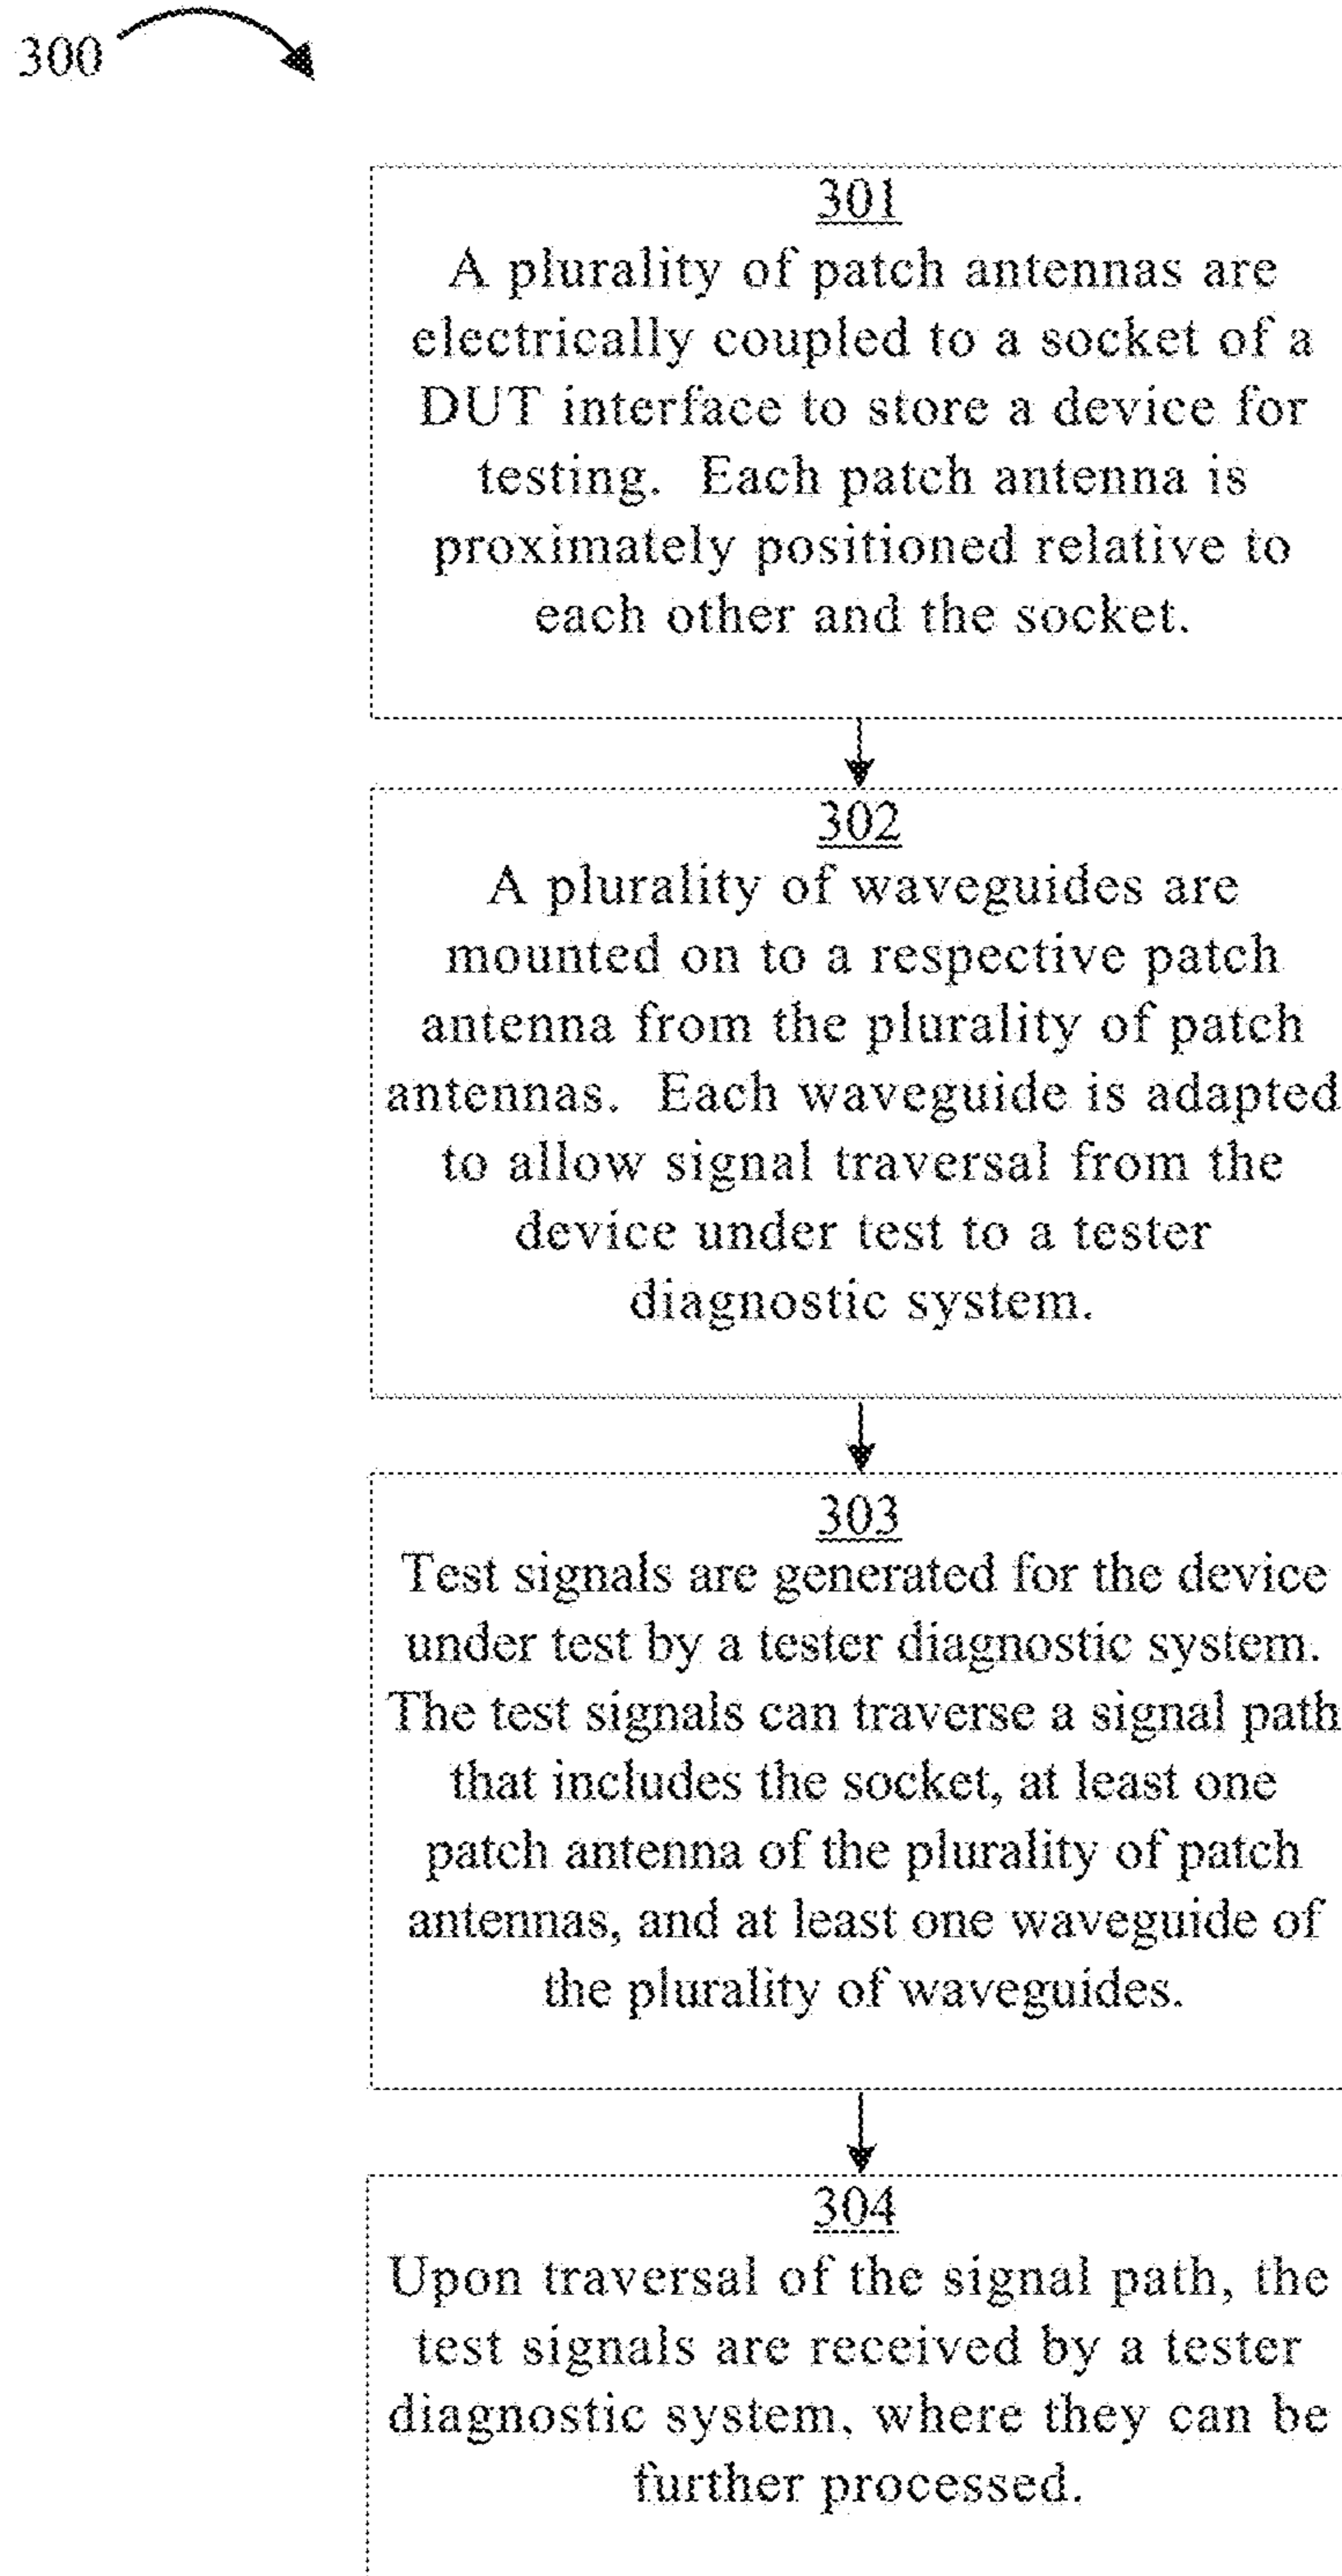 300
301
A plurality of patch antennas are
electrically coupled to a socket of a
DUT interface to store a device for
testing. Each patch antenna is
proximately positioned relative to
each other and the socket.
302
A plurality of waveguides are
mounted on to a respective patch
antenna from the plurality of patch
antennas. Each waveguide is adapted
to allow signal traversal from the
device under test to a tester
diagnostic system.
303
Test signals are generated for the device
under test by a tester diagnostic system.
The test signals can traverse a signal path
that includes the socket, at least one
patch antenna of the plurality of patch
antennas, and at least one waveguide of
the plurality of waveguides.
304
Upon traversal of the signal path, the
test signals are received by a tester
diagnostic system, where they can be
further processed.